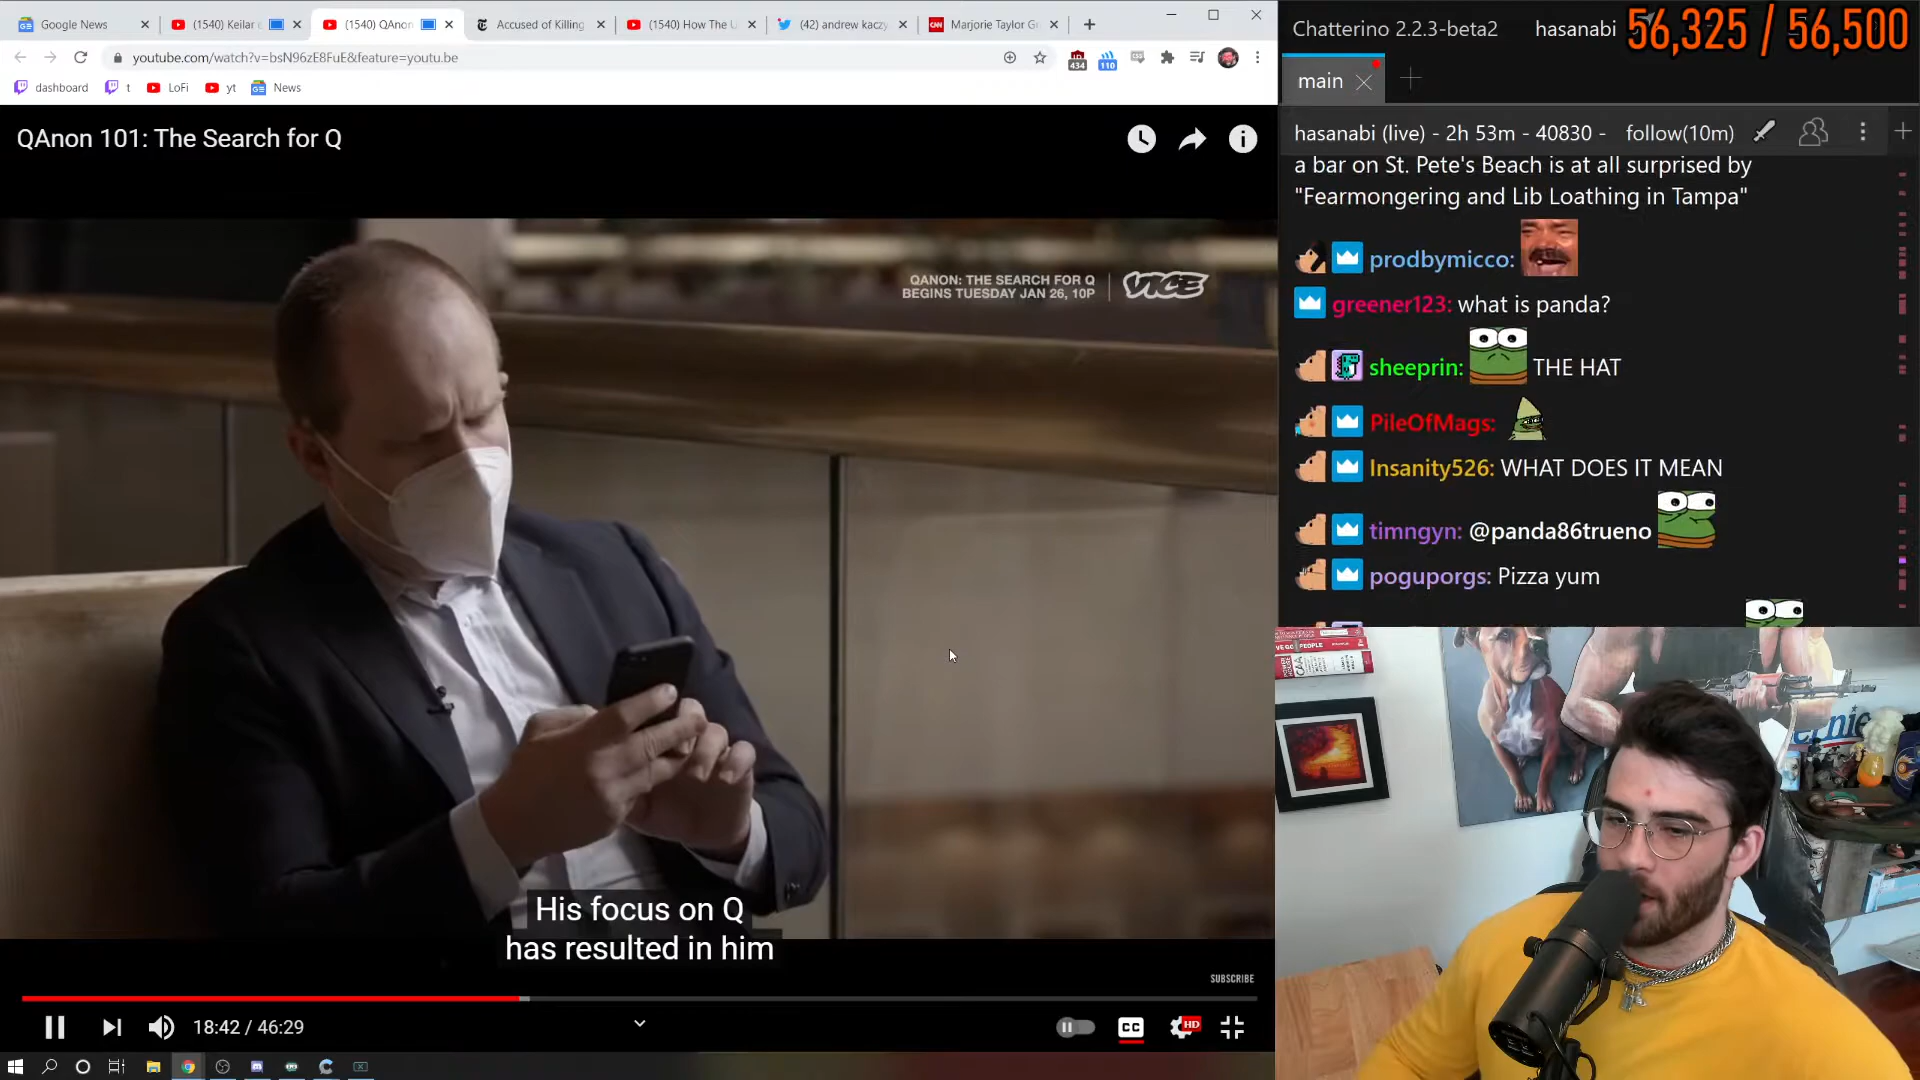 Google News
(1540) Keilar
(1540) QAnon
Accused of Killing
(1540) How The U
(42) andrew kaczy
Marjorie Taylor Gr
youtube.com/watch?v=bsN96zE8FuE&feature=youtu.be
434
110
dashboard
t
LoFi
yt
News
QAnon 101: The Search for Q
QANON: THE SEARCH FOR Q
BEGINS TUESDAY JAN 26, 10P
VICE
His focus on Q
has resulted in him
SUBSCRIBE
18:42 / 46:29
CC
HD
Chatterino 2.2.3-beta2
hasanabi
56,325 / 56,500
main
hasanabi (live) - 2h 53m - 40830 - follow(10m)
a bar on St. Pete's Beach is at all surprised by
"Fearmongering and Lib Loathing in Tampa"
prodbymicco:
greener123: what is panda?
sheeprin: THE HAT
PileOfMags:
Insanity526: WHAT DOES IT MEAN
timngyn: @panda86trueno
poguporgs: Pizza yum
PEOPLE